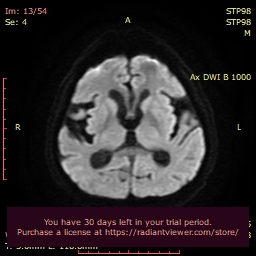 Im: 13/54
Se: 4
STP98
STP98
M
A
Ax DWI B 1000
R
L
You have 30 days left in your trial period.
Purchase a license at https://radiantviewer.com/store/